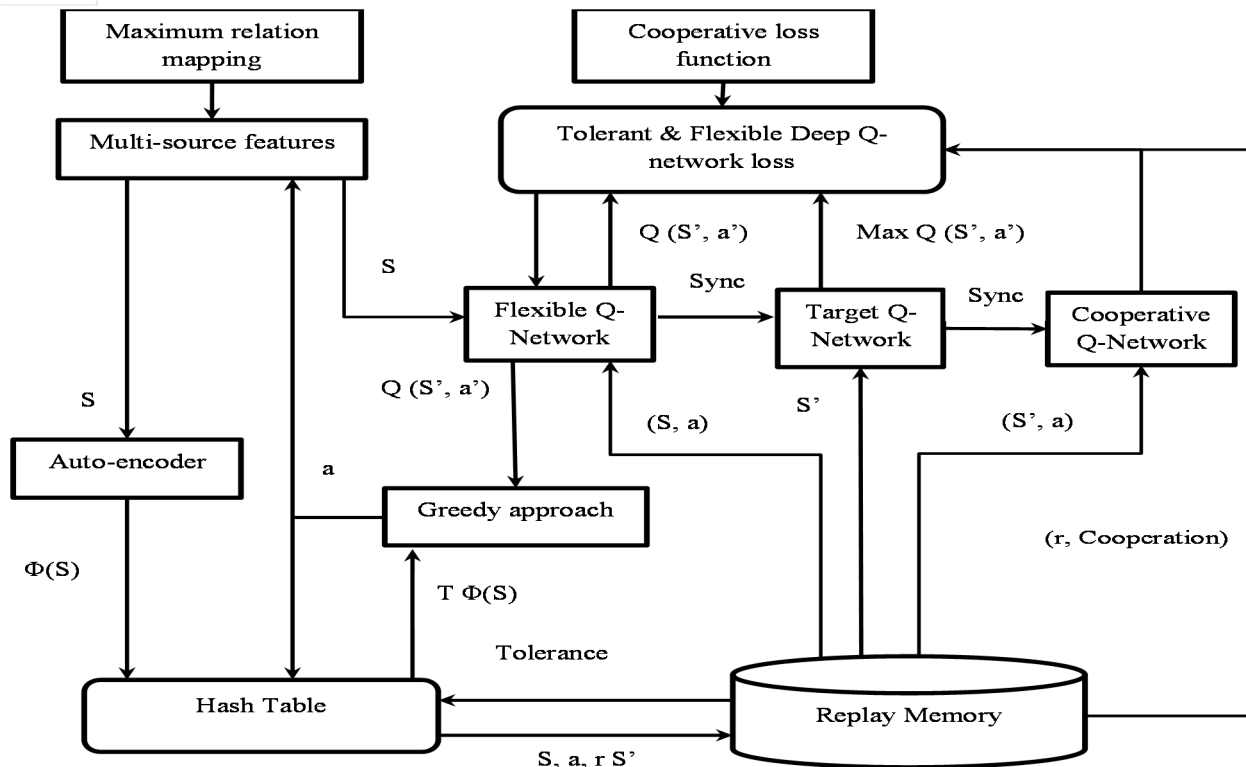 Maximum relation
mapping
Cooperative loss
function
Multi-source features
Tolerant & Flexible Deep Q-
network loss
Q (S’, a’)
Max Q (S’, a’)
S
Sync
Sync
Flexible Q-
Network
Target Q-
Network
Cooperative
Q-Network
Q (S’, a’)
S
(S, a)
S’
(S’, a)
Auto-encoder
a
Greedy approach
(r, Cooperation)
Φ(S)
T Φ(S)
Tolerance
Hash Table
Replay Memory
S, a, r S’